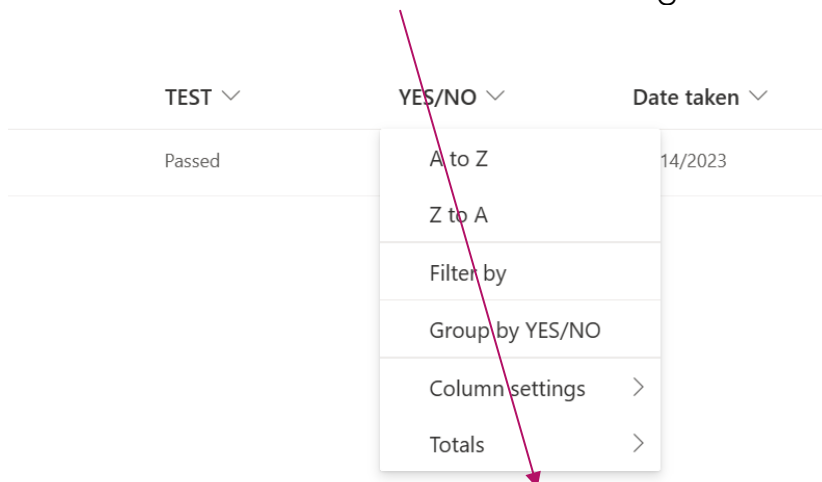 TEST YES/NO Date taken
Passed A to Z 14/2023
Z to A
Filter by
Group by YES/NO
Column settings
Totals